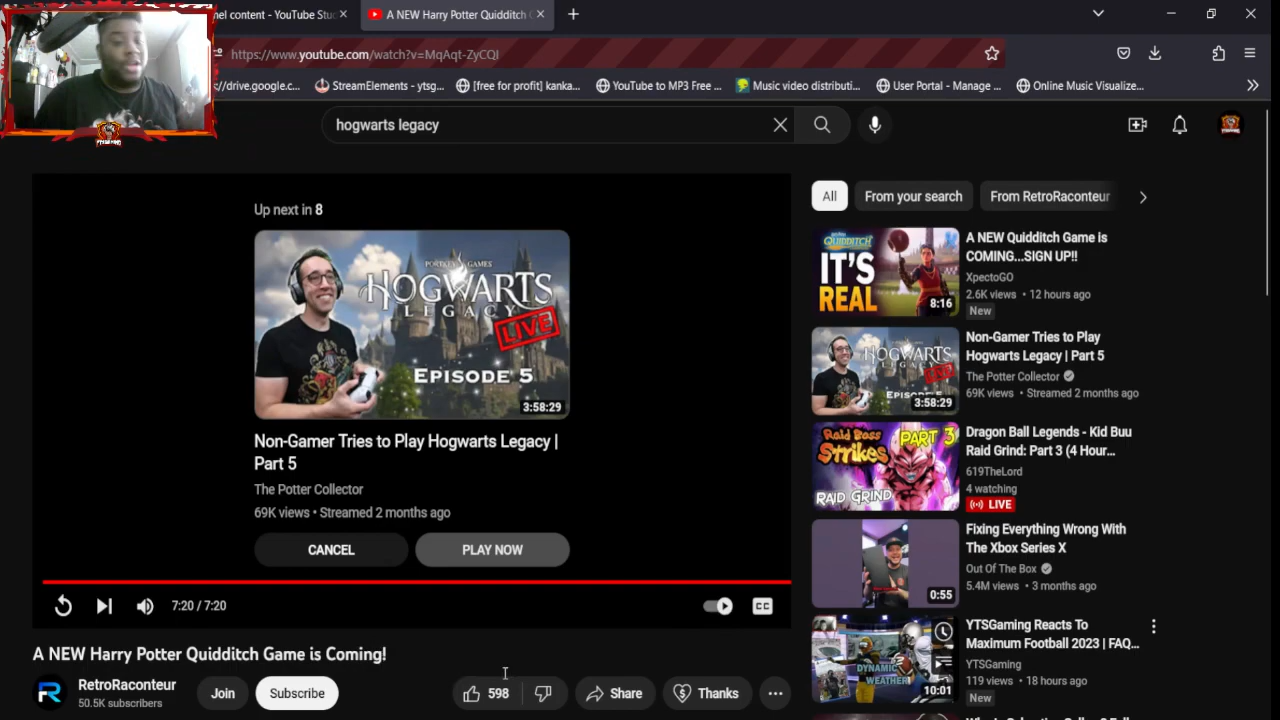 nel content - YouTube Stu
A NEW Harry Potter Quidditch
https://www.youtube.com/watch?v=MqAqt-ZyCQI
://drive.google.c...
StreamElements - ytsg...
[free for profit] kanka...
YouTube to MP3 Free ...
Music video distributi...
User Portal - Manage ...
Online Music Visualize...
hogwarts legacy
Up next in 8
PORTKEY GAMES
HOGWARTS
LEGACY
LIVE
EPISODE 5
3:58:29
Non-Gamer Tries to Play Hogwarts Legacy |
Part 5
The Potter Collector
69K views • Streamed 2 months ago
CANCEL
PLAY NOW
7:20 / 7:20
CC
A NEW Harry Potter Quidditch Game is Coming!
RetroRaconteur
50.5K subscribers
Join
Subscribe
598
Share
Thanks
All
From your search
From RetroRaconteur
QUIDDITCH
IT'S
REAL
8:16
A NEW Quidditch Game is
COMING...SIGN UP!!
XpectoGO
2.6K views • 12 hours ago
New
HOGWARTS
LEGACY
LIVE
EPISODE 5
3:58:29
Non-Gamer Tries to Play
Hogwarts Legacy | Part 5
The Potter Collector
69K views • Streamed 2 months ago
Raid Boss
Strikes
PART 3
RAID GRIND
Dragon Ball Legends - Kid Buu
Raid Grind: Part 3 (4 Hour...
619TheLord
4 watching
LIVE
0:55
Fixing Everything Wrong With
The Xbox Series X
Out Of The Box
5.4M views • 3 months ago
DYNAMIC
WEATHER
10:01
YTSGaming Reacts To
Maximum Football 2023 | FAQ...
YTSGaming
119 views • 18 hours ago
New